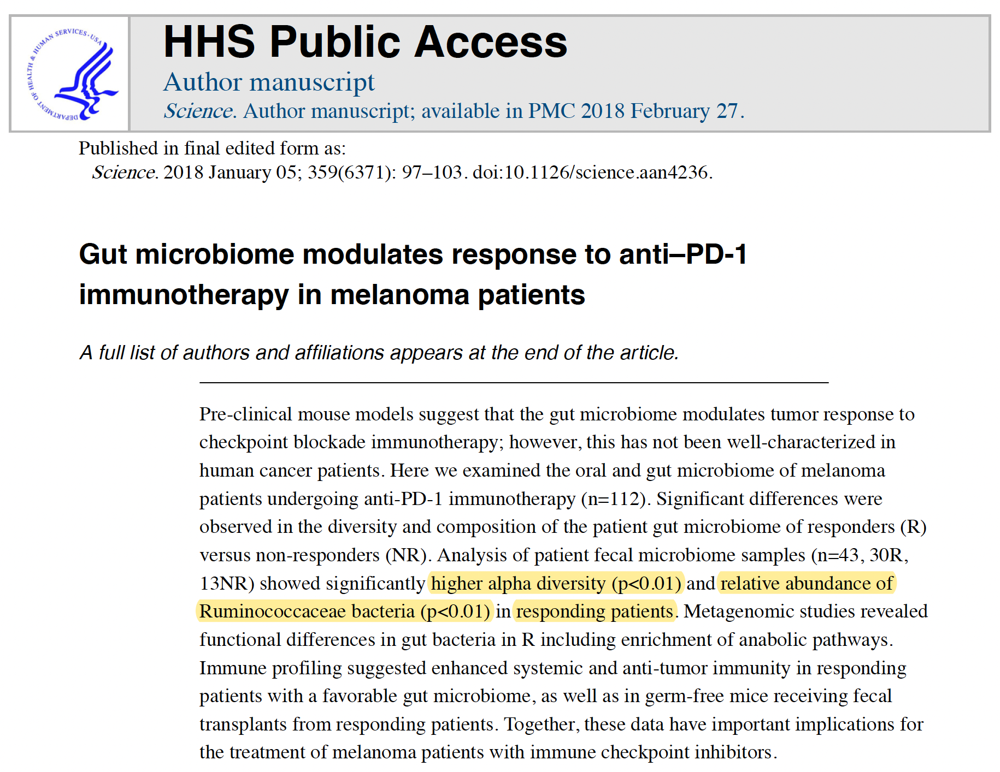 DEPARTMENT OF HEALTH & HUMAN SERVICES · USA
HHS Public Access
Author manuscript
Science. Author manuscript; available in PMC 2018 February 27.
Published in final edited form as:
Science. 2018 January 05; 359(6371): 97–103. doi:10.1126/science.aan4236.
Gut microbiome modulates response to anti–PD-1
immunotherapy in melanoma patients
A full list of authors and affiliations appears at the end of the article.
Pre-clinical mouse models suggest that the gut microbiome modulates tumor response to
checkpoint blockade immunotherapy; however, this has not been well-characterized in
human cancer patients. Here we examined the oral and gut microbiome of melanoma
patients undergoing anti-PD-1 immunotherapy (n=112). Significant differences were
observed in the diversity and composition of the patient gut microbiome of responders (R)
versus non-responders (NR). Analysis of patient fecal microbiome samples (n=43, 30R,
13NR) showed significantly higher alpha diversity (p<0.01) and relative abundance of
Ruminococcaceae bacteria (p<0.01) in responding patients. Metagenomic studies revealed
functional differences in gut bacteria in R including enrichment of anabolic pathways.
Immune profiling suggested enhanced systemic and anti-tumor immunity in responding
patients with a favorable gut microbiome, as well as in germ-free mice receiving fecal
transplants from responding patients. Together, these data have important implications for
the treatment of melanoma patients with immune checkpoint inhibitors.